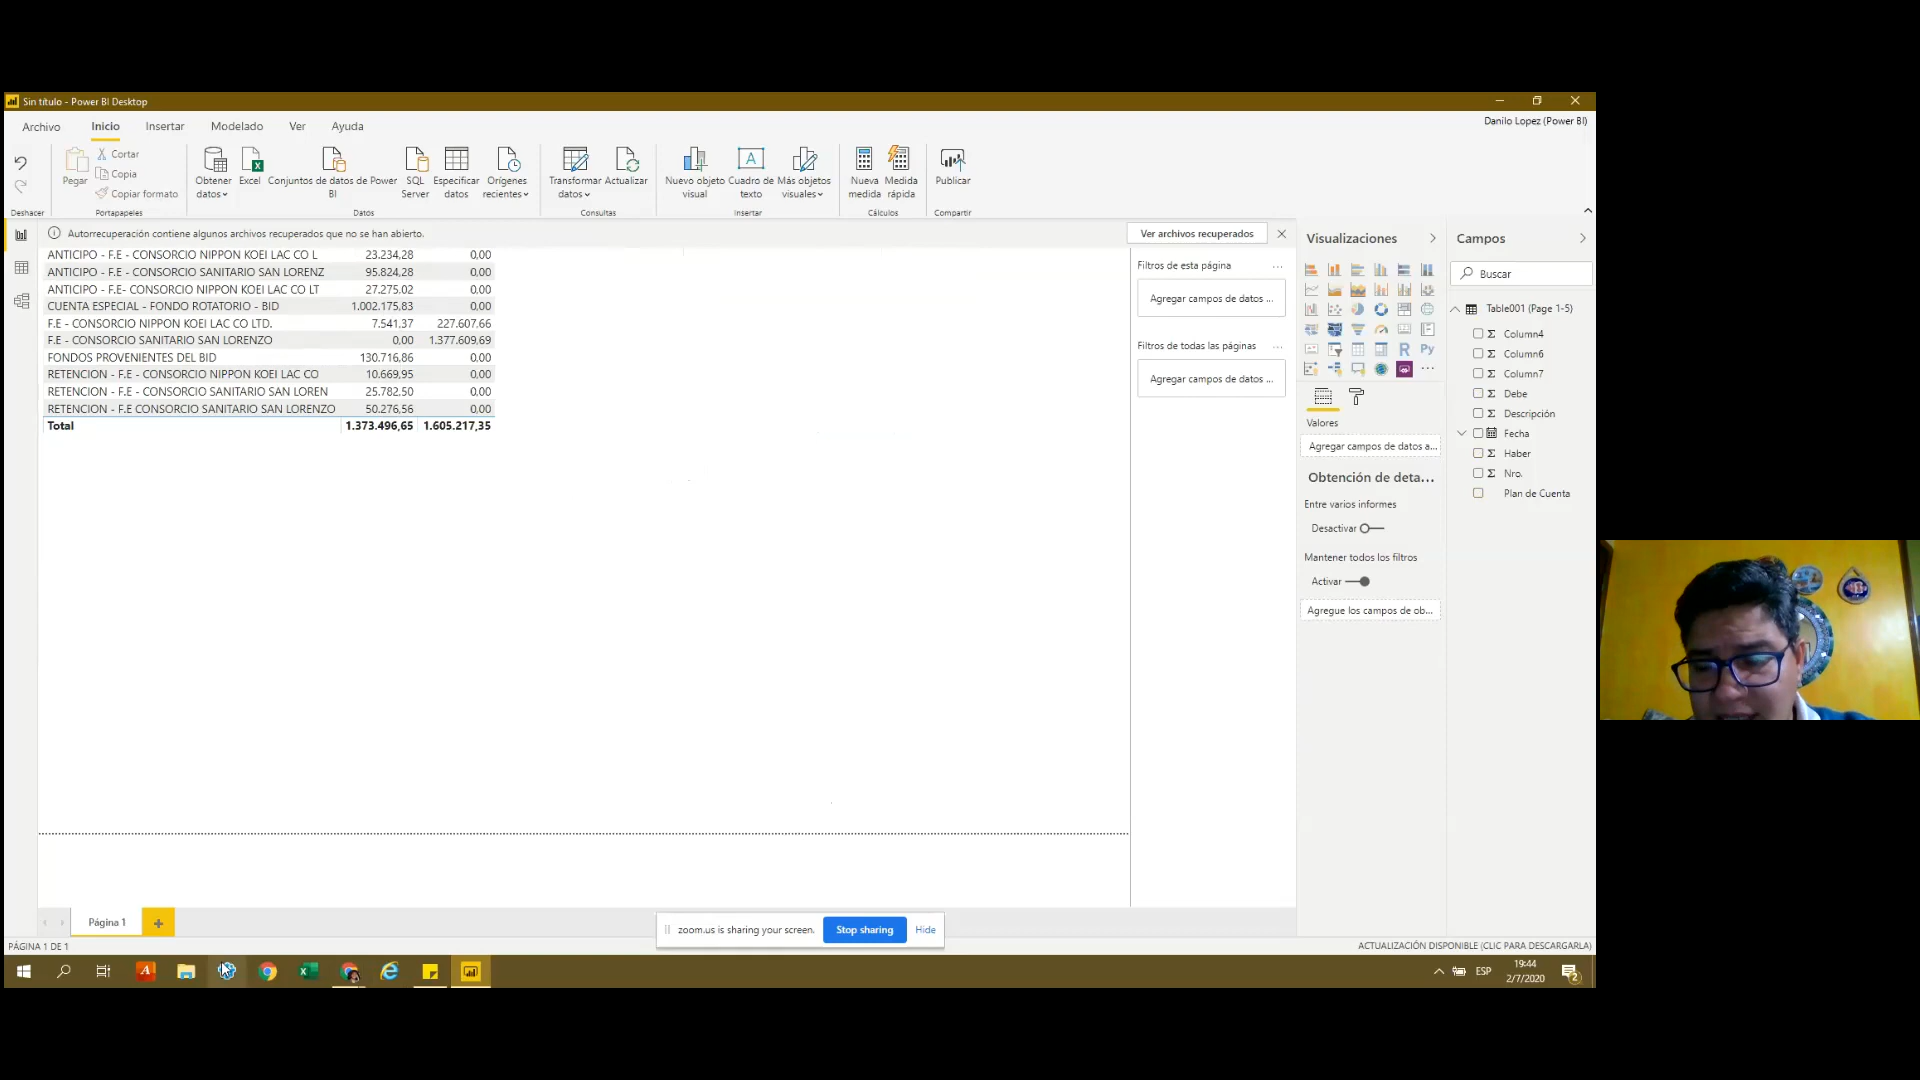 Sin título - Power BI Desktop
Danilo Lopez (Power BI)
Archivo Inicio Insertar Modelado Ver Ayuda
Pegar
Cortar
Copia
Copiar formato
Obtener datos
Excel
Conjuntos de datos de Power BI
SQL Server
Especificar datos
Orígenes recientes
Transformar datos
Actualizar
Nuevo objeto visual
Cuadro de texto
Más objetos visuales
Nueva medida
Medida rápida
Publicar
Deshacer Portapapeles Datos Consultas Insertar Cálculos Compartir
Autorrecuperación contiene algunos archivos recuperados que no se han abierto.
Ver archivos recuperados
ANTICIPO - F.E - CONSORCIO NIPPON KOEI LAC CO L 23.234,28 0,00
ANTICIPO - F.E - CONSORCIO SANITARIO SAN LORENZ 95.824,28 0,00
ANTICIPO - F.E- CONSORCIO NIPPON KOEI LAC CO LT 27.275,02 0,00
CUENTA ESPECIAL - FONDO ROTATORIO - BID 1.002.175,83 0,00
F.E - CONSORCIO NIPPON KOEI LAC CO LTD. 7.541,37 227.607,66
F.E - CONSORCIO SANITARIO SAN LORENZO 0,00 1.377.609,69
FONDOS PROVENIENTES DEL BID 130.716,86 0,00
RETENCION - F.E - CONSORCIO NIPPON KOEI LAC CO 10.669,95 0,00
RETENCION - F.E - CONSORCIO SANITARIO SAN LOREN 25.782,50 0,00
RETENCION - F.E CONSORCIO SANITARIO SAN LORENZO 50.276,56 0,00
Total 1.373.496,65 1.605.217,35
Filtros de esta página ...
Agregar campos de datos ...
Filtros de todas las páginas ...
Agregar campos de datos ...
Visualizaciones
R Py
...
Valores
Agregar campos de datos a...
Obtención de deta...
Entre varios informes
Desactivar
Mantener todos los filtros
Activar
Agregue los campos de ob...
Campos
Buscar
Table001 (Page 1-5)
Σ Column4
Σ Column6
Σ Column7
Σ Debe
Σ Descripción
Fecha
Σ Haber
Σ Nro.
Plan de Cuenta
Página 1
PÁGINA 1 DE 1
zoom.us is sharing your screen. Stop sharing Hide
ACTUALIZACIÓN DISPONIBLE (CLIC PARA DESCARGARLA)
ESP
19:44
2/7/2020
2